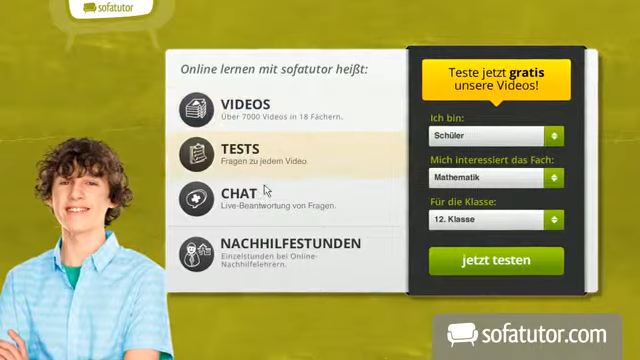 sofatutor
Online lernen mit sofatutor heißt:
VIDEOS
Über 7000 Videos in 18 Fächern.
TESTS
Fragen zu jedem Video.
CHAT
Live-Beantwortung von Fragen.
NACHHILFESTUNDEN
Einzelstunden bei Online-
Nachhilfelehrern.
Teste jetzt gratis
unsere Videos!
Ich bin:
Schüler
Mich interessiert das Fach:
Mathematik
Für die Klasse:
12. Klasse
jetzt testen
sofatutor.com